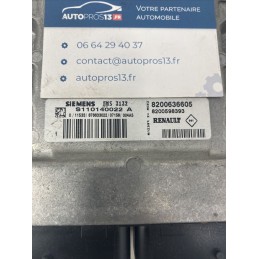 AUTOPROS13.FR
VOTRE PARTENAIRE
AUTOMOBILE
06 64 29 40 37
contact@autopros13.fr
autopros13.fr
SIEMENS EMS 3132
S110140022 A
8200636605
8200598393
RENAULT